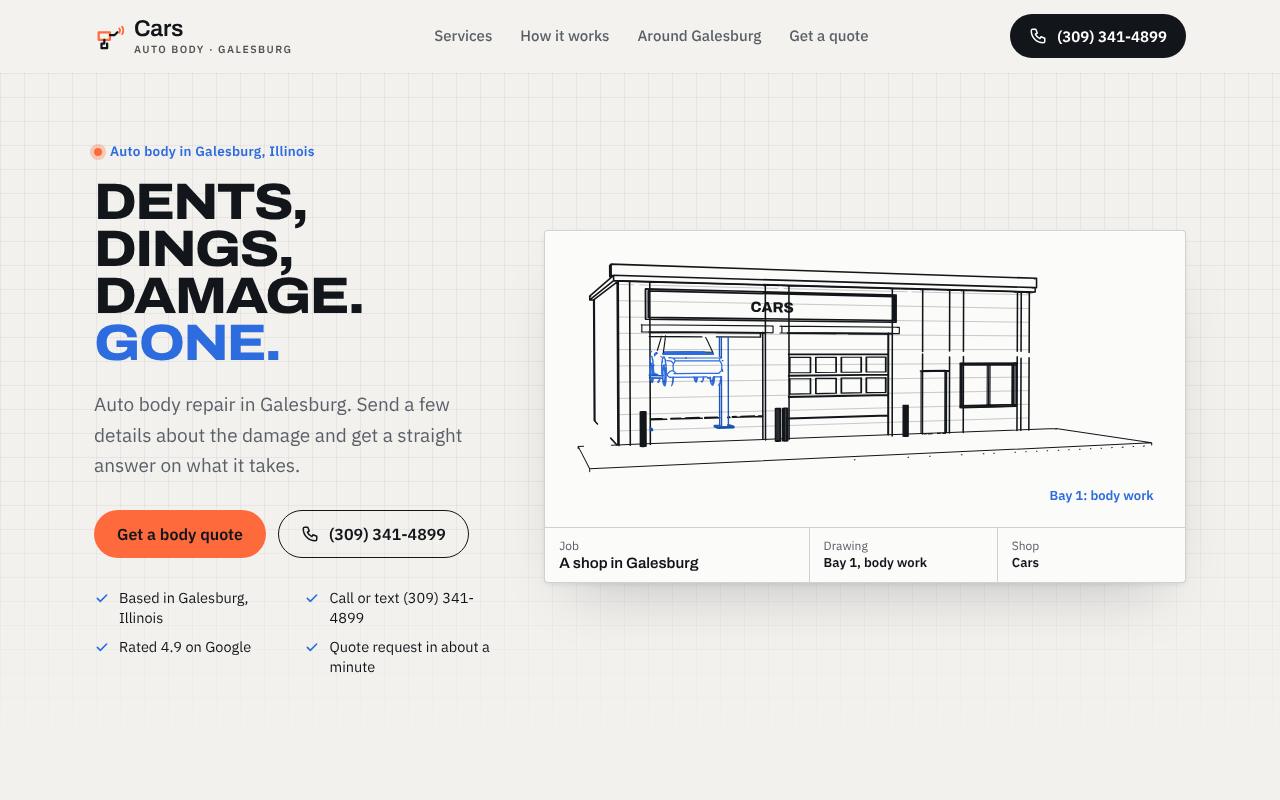 Cars
AUTO BODY · GALESBURG
Services
How it works
Around Galesburg
Get a quote
(309) 341-4899
Auto body in Galesburg, Illinois
DENTS,
DINGS,
DAMAGE.
GONE.
Auto body repair in Galesburg. Send a few
details about the damage and get a straight
answer on what it takes.
Get a body quote
(309) 341-4899
Based in Galesburg,
Illinois
Call or text (309) 341-
4899
Rated 4.9 on Google
Quote request in about a
minute
CARS
Bay 1: body work
Job
A shop in Galesburg
Drawing
Bay 1, body work
Shop
Cars